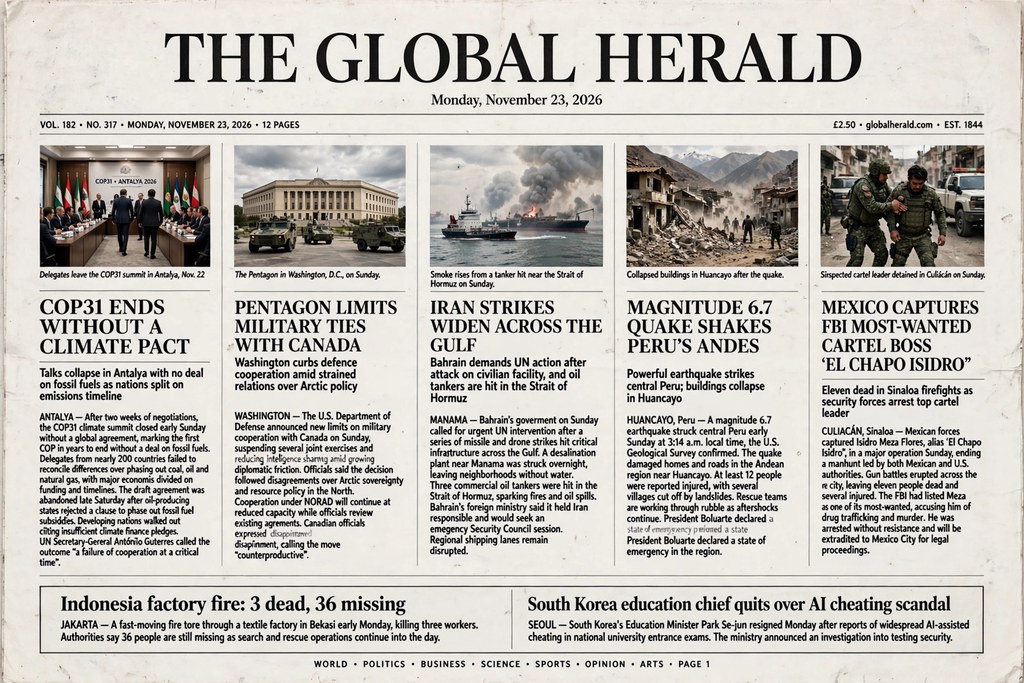 THE GLOBAL HERALD
Monday, November 23, 2026
VOL. 182 • NO. 317 • MONDAY, NOVEMBER 23, 2026 • 12 PAGES
£2.50 • globalherald.com • EST. 1844
COP31 • ANTALYA 2026
Delegates leave the COP31 summit in Antalya, Nov. 22
COP31 ENDS
WITHOUT A
CLIMATE PACT
Talks collapse in Antalya with no deal
on fossil fuels as nations split on
emissions timeline
ANTALYA — After two weeks of negotiations,
the COP31 climate summit closed early Sunday
without a global agreement, marking the first
COP in years to end without a deal on fossil fuels.
Delegates from nearly 200 countries failed to
reconcile differences over phasing out coal, oil and
natural gas, with major economies divided on
funding and timelines. The draft agreement was
abandoned late Saturday after oil-producing
states rejected a clause to phase out fossil fuel
subsidies. Developing nations walked out
citing insufficient climate finance pledges.
UN Secretary-General António Guterres called the
outcome “a failure of cooperation at a critical
time”.
The Pentagon in Washington, D.C., on Sunday.
PENTAGON LIMITS
MILITARY TIES
WITH CANADA
Washington curbs defence
cooperation amid strained
relations over Arctic policy
WASHINGTON — The U.S. Department of
Defense announced new limits on military
cooperation with Canada on Sunday,
suspending several joint exercises and
reducing intelligence sharing amid growing
diplomatic friction. Officials said the decision
followed disagreements over Arctic sovereignty
and resource policy in the North.
Cooperation under NORAD will continue at
reduced capacity while officials review
existing agreements. Canadian officials
expressed disappointment
disapinment, calling the move
“counterproductive”.
Smoke rises from a tanker hit near the Strait of
Hormuz on Sunday.
IRAN STRIKES
WIDEN ACROSS THE
GULF
Bahrain demands UN action after
attack on civilian facility, and oil
tankers are hit in the Strait of
Hormuz
MANAMA — Bahrain’s goverment on Sunday
called for urgent UN intervention after a
series of missile and drone strikes hit critical
infrastructure across the Gulf. A desalination
plant near Manama was struck overnight,
leaving neighborhoods without water.
Three commercial oil tankers were hit in the
Strait of Hormuz, sparking fires and oil spills.
Bahrain’s foreign ministry said it held Iran
responsible and would seek an
emegency Security Council session.
Regional shipping lanes remain
disrupted.
Collapsed buildings in Huancayo after the quake.
MAGNITUDE 6.7
QUAKE SHAKES
PERU’S ANDES
Powerful earthquake strikes
central Peru; buildings collapse
in Huancayo
HUANCAYO, Peru — A magnitude 6.7
earthquake struck central Peru early
Sunday at 3:14 a.m. local time, the U.S.
Geological Survey confirmed. The quake
damaged homes and roads in the Andean
region near Huancayo. At least 12 people
were reported injured, with several
villages cut off by landslides. Rescue teams
are working through rubble as aftershocks
continue. President Boluarte declared a
state of emergency a state
President Boluarte declared a state of
emergency in the region.
Sispected cartel leader detained in Culiácan on Sunday.
MEXICO CAPTURES
FBI MOST-WANTED
CARTEL BOSS
‘EL CHAPO ISIDRO”
Eleven dead in Sinaloa firefights as
security forces arrest top cartel
leader
CULIACÁN, Sinaloa — Mexican forces
captured Isidro Meza Flores, alias ‘El Chapo
Isidro”, in a major operation Sunday, ending
a manhunt led by both Mexican and U.S.
authorities. Gun battles erupted across the
re city, leaving eleven people dead and
several injured. The FBI had listed Meza
as one of its most-wanted, accusing him of
drug trafficking and murder. He was
arrested without resistance and will be
extradited to Mexico City for legal
proceedings.
Indonesia factory fire: 3 dead, 36 missing
JAKARTA — A fast-moving fire tore through a textile factory in Bekasi early Monday, killing three workers.
Authorities say 36 people are still missing as search and rescue operations continue into the day.
South Korea education chief quits over AI cheating scandal
SEOUL — South Korea’s Education Minister Park Se-jun resigned Monday after reports of widespread AI-assisted
cheating in national university entrance exams. The ministry announced an investigation into testing security.
WORLD • POLITICS • BUSINESS • SCIENCE • SPORTS • OPINION • ARTS • PAGE 1